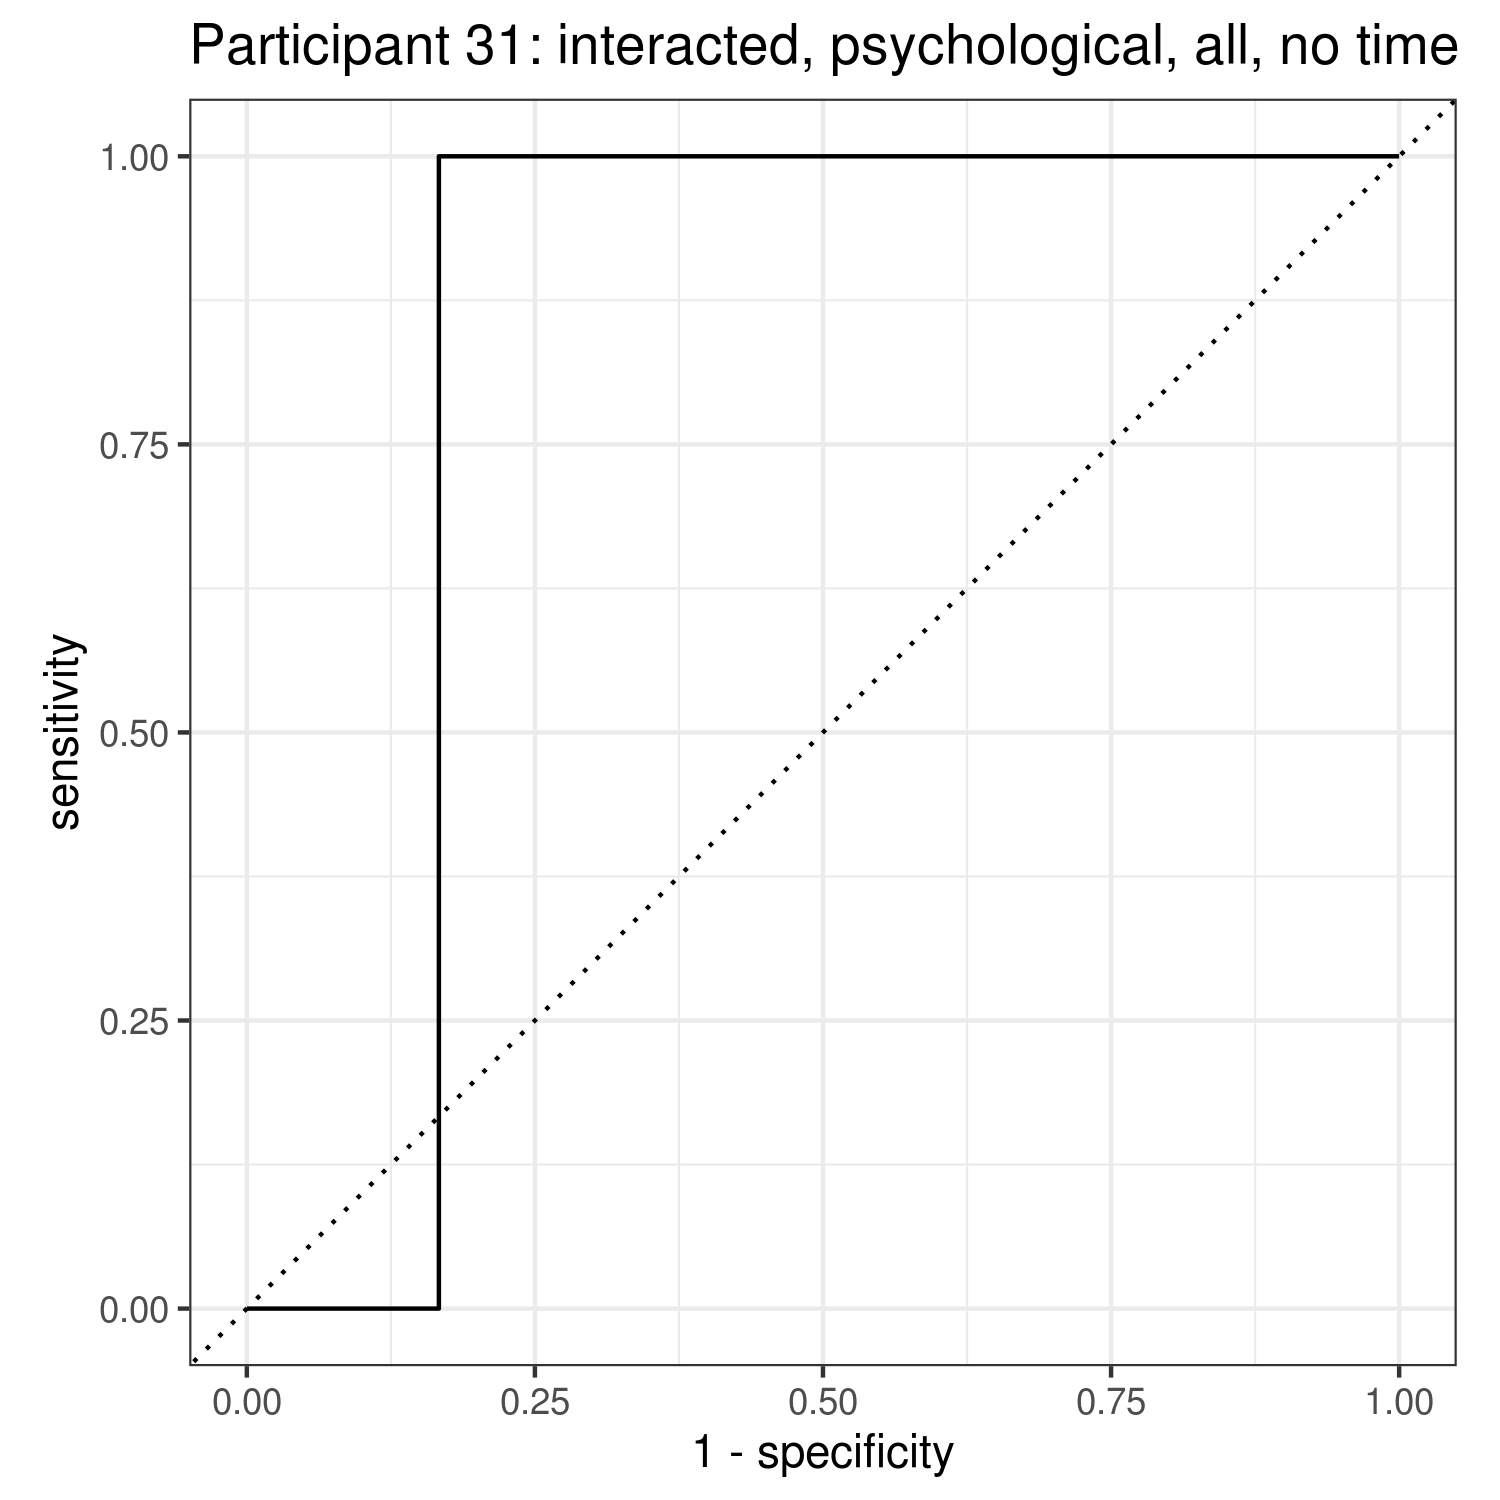 Participant 31: interacted, psychological, all, no time
1.00
0.75
0.50
0.25
0.00
sensitivity
0.00 0.25 0.50 0.75 1.00
1 - specificity